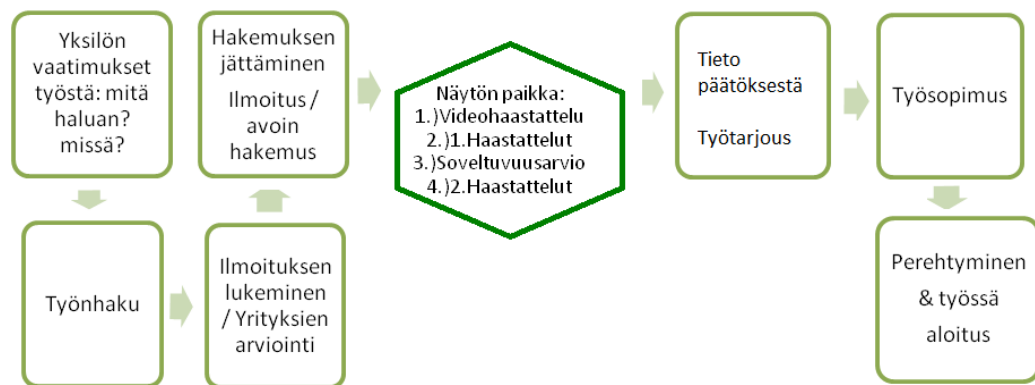 Yksilön
vaatimukset
työstä: mitä
haluan?
missä?
Työnhaku
Ilmoituksen
lukeminen
/ Yrityksien
arviointi
Hakemuksen
jättäminen
Ilmoitus /
avoin
hakemus
Näytön paikka:
1.)Videohaastattelu
2.)1.Haastattelut
3.)Soveltuvuusarvio
4.)2.Haastattelut
Tieto
päätöksestä
Työtarjous
Työsopimus
Perehtyminen
& työssä
aloitus